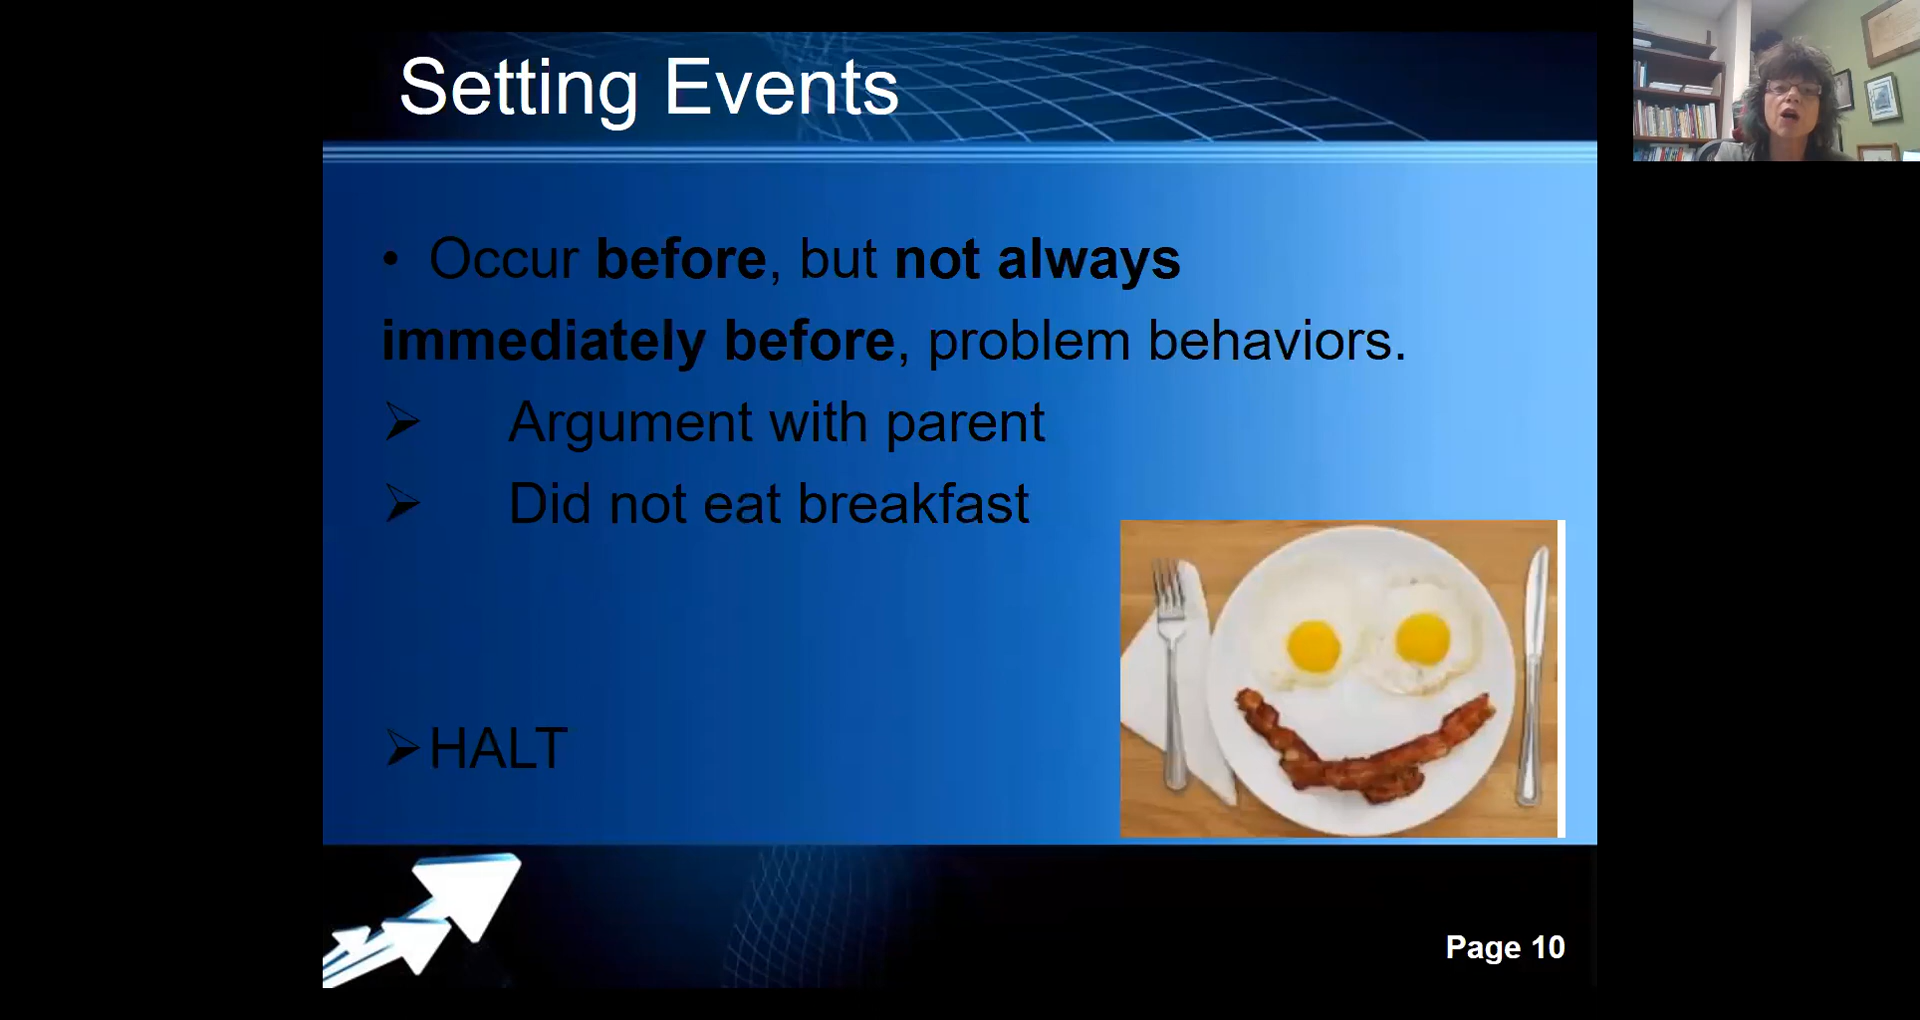 Setting Events
• Occur before, but not always
immediately before, problem behaviors.
➢ Argument with parent
➢ Did not eat breakfast
➢HALT
Page 10